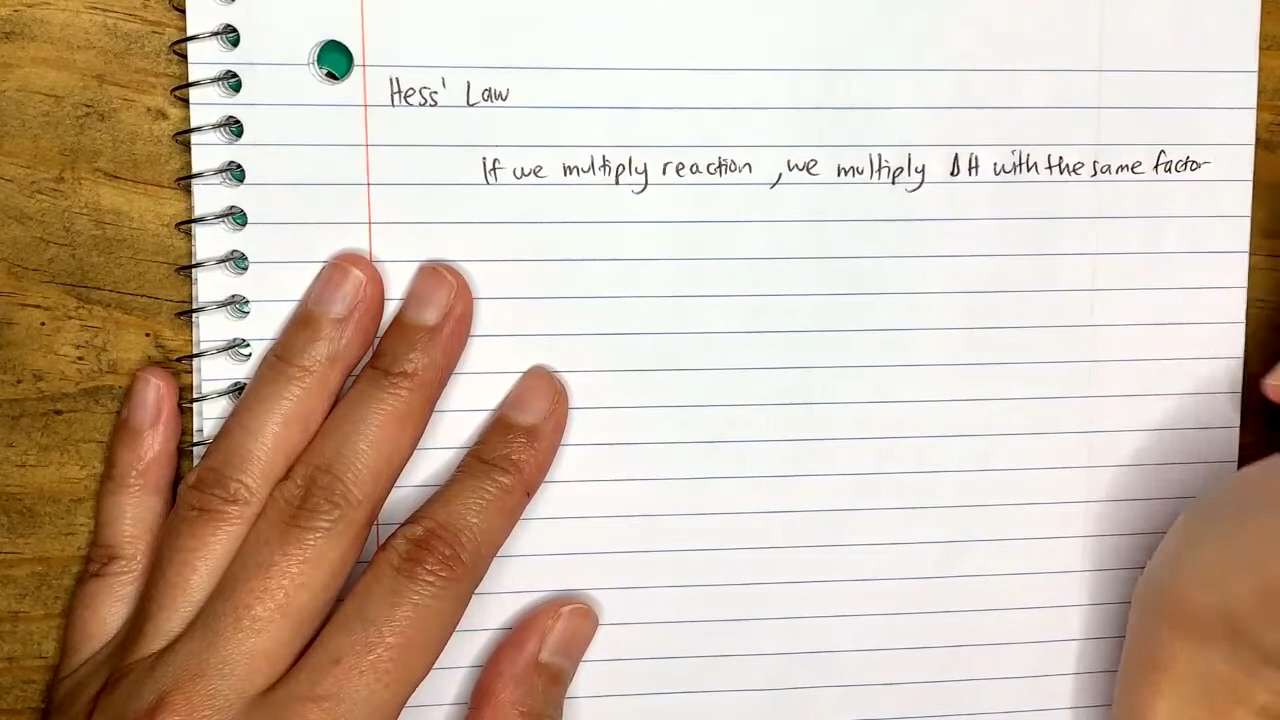 Hess' Law
If we multiply reaction , we multiply ΔH with the same factor